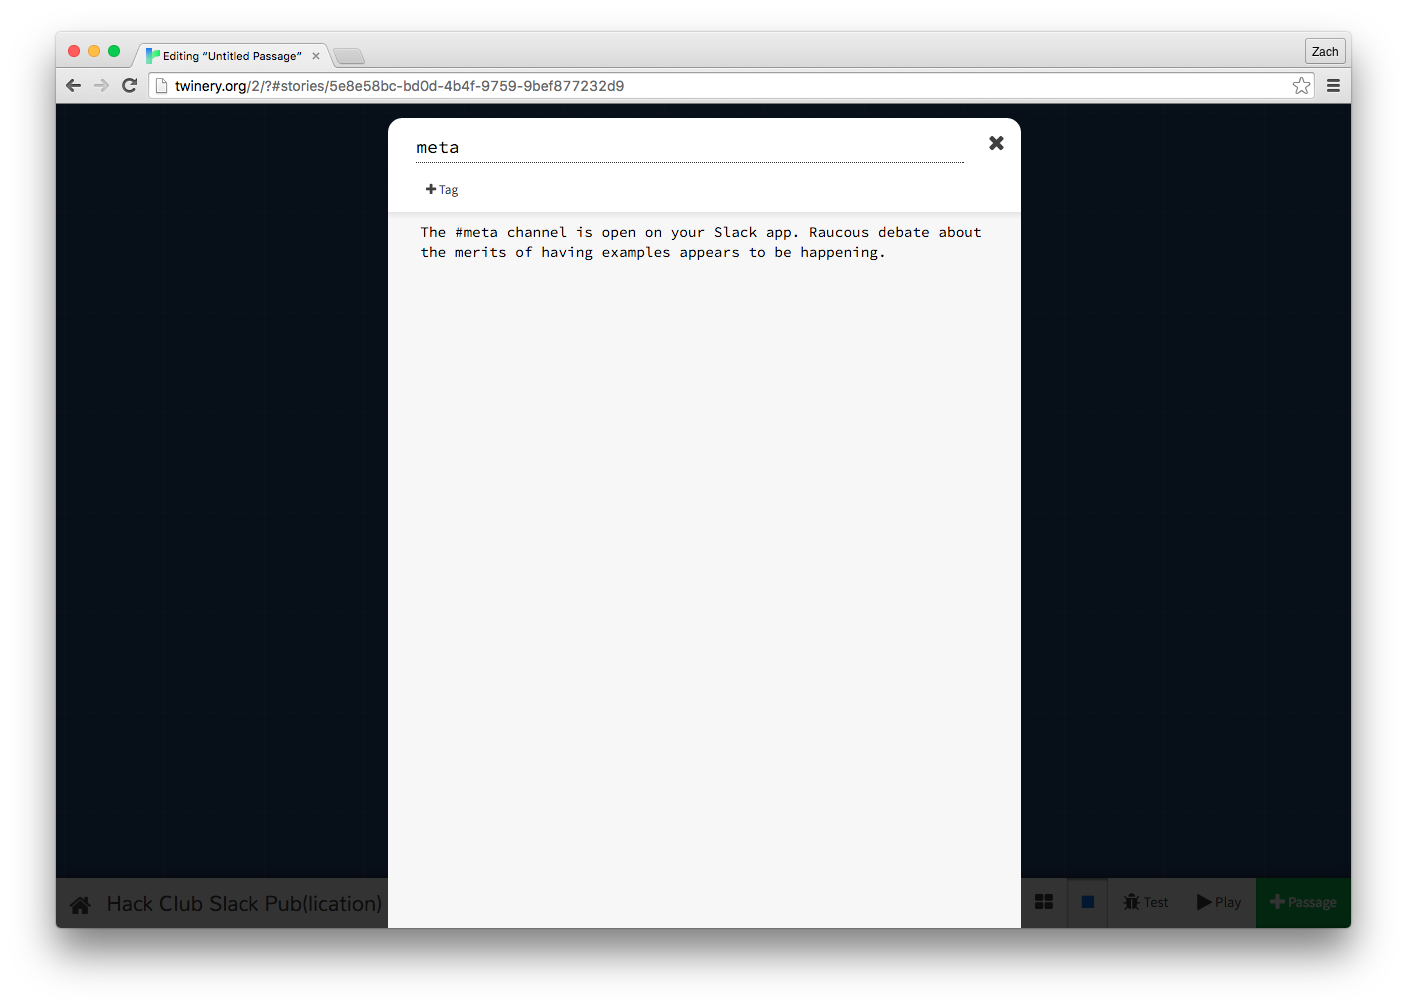 Editing “Untitled Passage”
Zach
twinery.org/2/?#stories/5e8e58bc-bd0d-4b4f-9759-9bef877232d9
meta
Tag
The #meta channel is open on your Slack app. Raucous debate about
the merits of having examples appears to be happening.
Hack Club Slack Pub(lication)
Test
Play
Passage